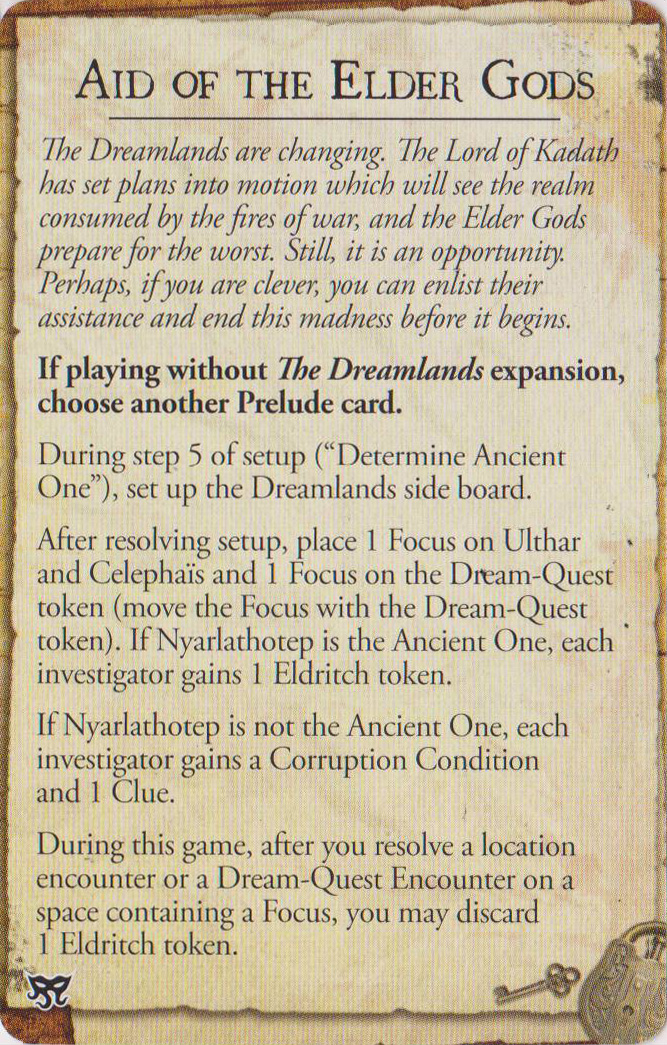 AID OF THE ELDER GODS
The Dreamlands are changing. The Lord of Kadath
has set plans into motion which will see the realm
consumed by the fires of war, and the Elder Gods
prepare for the worst. Still, it is an opportunity.
Perhaps, if you are clever, you can enlist their
assistance and end this madness before it begins.
If playing without The Dreamlands expansion,
choose another Prelude card.
During step 5 of setup (“Determine Ancient
One”), set up the Dreamlands side board.
After resolving setup, place 1 Focus on Ulthar
and Celephaïs and 1 Focus on the Dream-Quest
token (move the Focus with the Dream-Quest
token). If Nyarlathotep is the Ancient One, each
investigator gains 1 Eldritch token.
If Nyarlathotep is not the Ancient One, each
investigator gains a Corruption Condition
and 1 Clue.
During this game, after you resolve a location
encounter or a Dream-Quest Encounter on a
space containing a Focus, you may discard
1 Eldritch token.